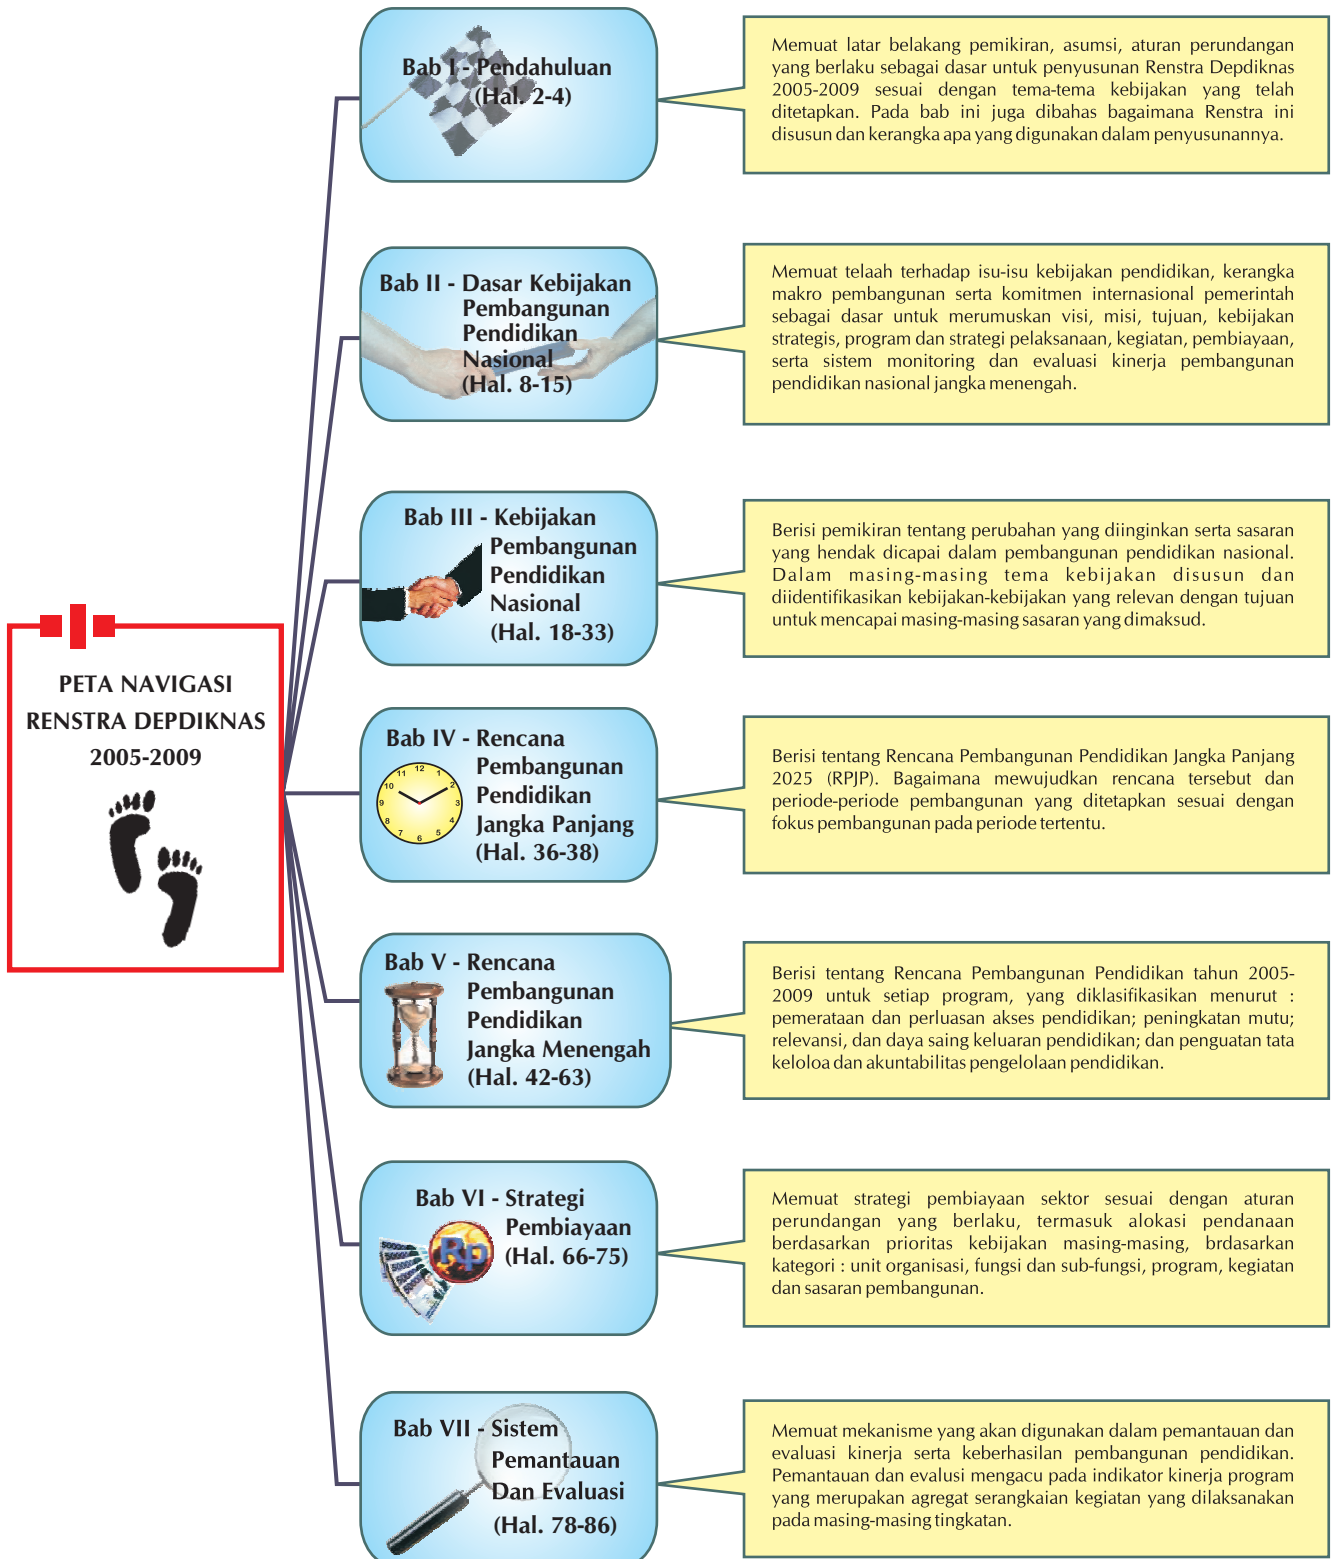 PETA NAVIGASI
RENSTRA DEPDIKNAS
2005-2009
Bab I - Pendahuluan
(Hal. 2-4)
Memuat latar belakang pemikiran, asumsi, aturan perundangan
yang berlaku sebagai dasar untuk penyusunan Renstra Depdiknas
2005-2009 sesuai dengan tema-tema kebijakan yang telah
ditetapkan. Pada bab ini juga dibahas bagaimana Renstra ini
disusun dan kerangka apa yang digunakan dalam penyusunannya.
Bab II - Dasar Kebijakan
Pembangunan
Pendidikan
Nasional
(Hal. 8-15)
Memuat telaah terhadap isu-isu kebijakan pendidikan, kerangka
makro pembangunan serta komitmen internasional pemerintah
sebagai dasar untuk merumuskan visi, misi, tujuan, kebijakan
strategis, program dan strategi pelaksanaan, kegiatan, pembiayaan,
serta sistem monitoring dan evaluasi kinerja pembangunan
pendidikan nasional jangka menengah.
Bab III - Kebijakan
Pembangunan
Pendidikan
Nasional
(Hal. 18-33)
Berisi pemikiran tentang perubahan yang diinginkan serta sasaran
yang hendak dicapai dalam pembangunan pendidikan nasional.
Dalam masing-masing tema kebijakan disusun dan
diidentifikasikan kebijakan-kebijakan yang relevan dengan tujuan
untuk mencapai masing-masing sasaran yang dimaksud.
Bab IV - Rencana
Pembangunan
Pendidikan
Jangka Panjang
(Hal. 36-38)
12
1
2
3
4
5
6
7
8
9
10
11
Berisi tentang Rencana Pembangunan Pendidikan Jangka Panjang
2025 (RPJP). Bagaimana mewujudkan rencana tersebut dan
periode-periode pembangunan yang ditetapkan sesuai dengan
fokus pembangunan pada periode tertentu.
Bab V - Rencana
Pembangunan
Pendidikan
Jangka Menengah
(Hal. 42-63)
Berisi tentang Rencana Pembangunan Pendidikan tahun 2005-
2009 untuk setiap program, yang diklasifikasikan menurut :
pemerataan dan perluasan akses pendidikan; peningkatan mutu;
relevansi, dan daya saing keluaran pendidikan; dan penguatan tata
keloloa dan akuntabilitas pengelolaan pendidikan.
Bab VI - Strategi
Pembiayaan
(Hal. 66-75)
Rp
Memuat strategi pembiayaan sektor sesuai dengan aturan
perundangan yang berlaku, termasuk alokasi pendanaan
berdasarkan prioritas kebijakan masing-masing, brdasarkan
kategori : unit organisasi, fungsi dan sub-fungsi, program, kegiatan
dan sasaran pembangunan.
Bab VII - Sistem
Pemantauan
Dan Evaluasi
(Hal. 78-86)
Memuat mekanisme yang akan digunakan dalam pemantauan dan
evaluasi kinerja serta keberhasilan pembangunan pendidikan.
Pemantauan dan evalusi mengacu pada indikator kinerja program
yang merupakan agregat serangkaian kegiatan yang dilaksanakan
pada masing-masing tingkatan.